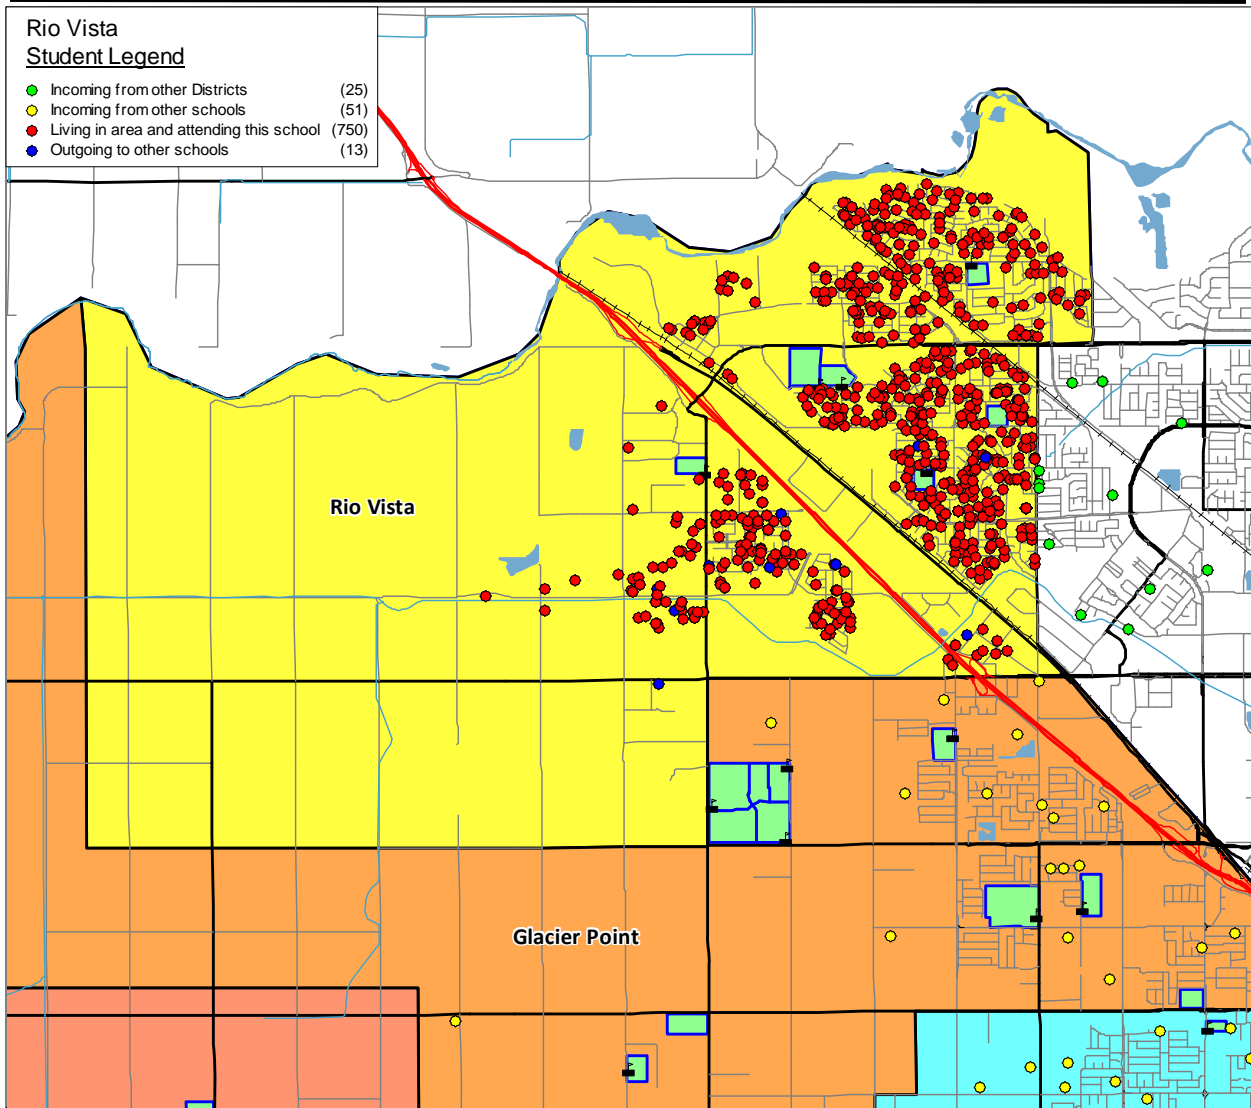 Rio Vista
Student Legend
Incoming from other Districts (25)
Incoming from other schools (51)
Living in area and attending this school (750)
Outgoing to other schools (13)
Rio Vista
Glacier Point